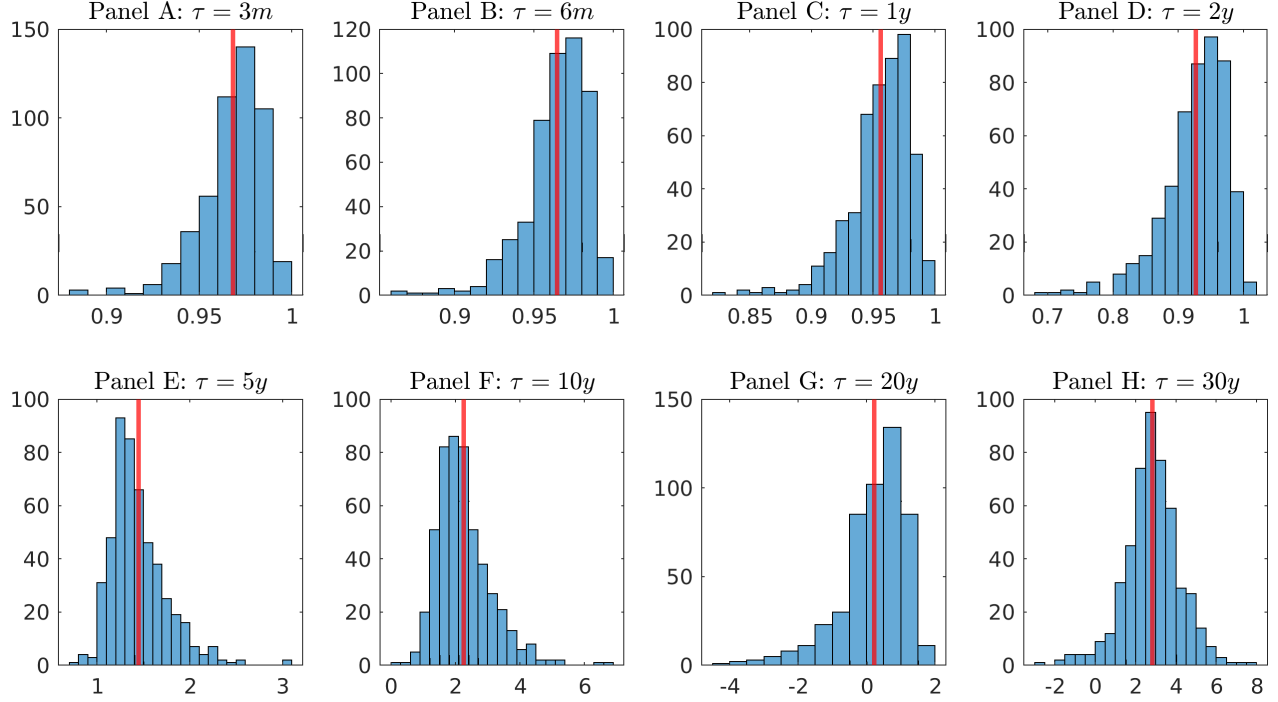 Panel A: τ = 3m
150
100
50
0
0.9 0.95 1
Panel B: τ = 6m
120
100
80
60
40
20
0
0.9 0.95 1
Panel C: τ = 1y
100
80
60
40
20
0
0.85 0.9 0.95 1
Panel D: τ = 2y
100
80
60
40
20
0
0.7 0.8 0.9 1
Panel E: τ = 5y
100
80
60
40
20
0
1 2 3
Panel F: τ = 10y
100
80
60
40
20
0
0 2 4 6
Panel G: τ = 20y
150
100
50
0
-4 -2 0 2
Panel H: τ = 30y
100
80
60
40
20
0
-2 0 2 4 6 8